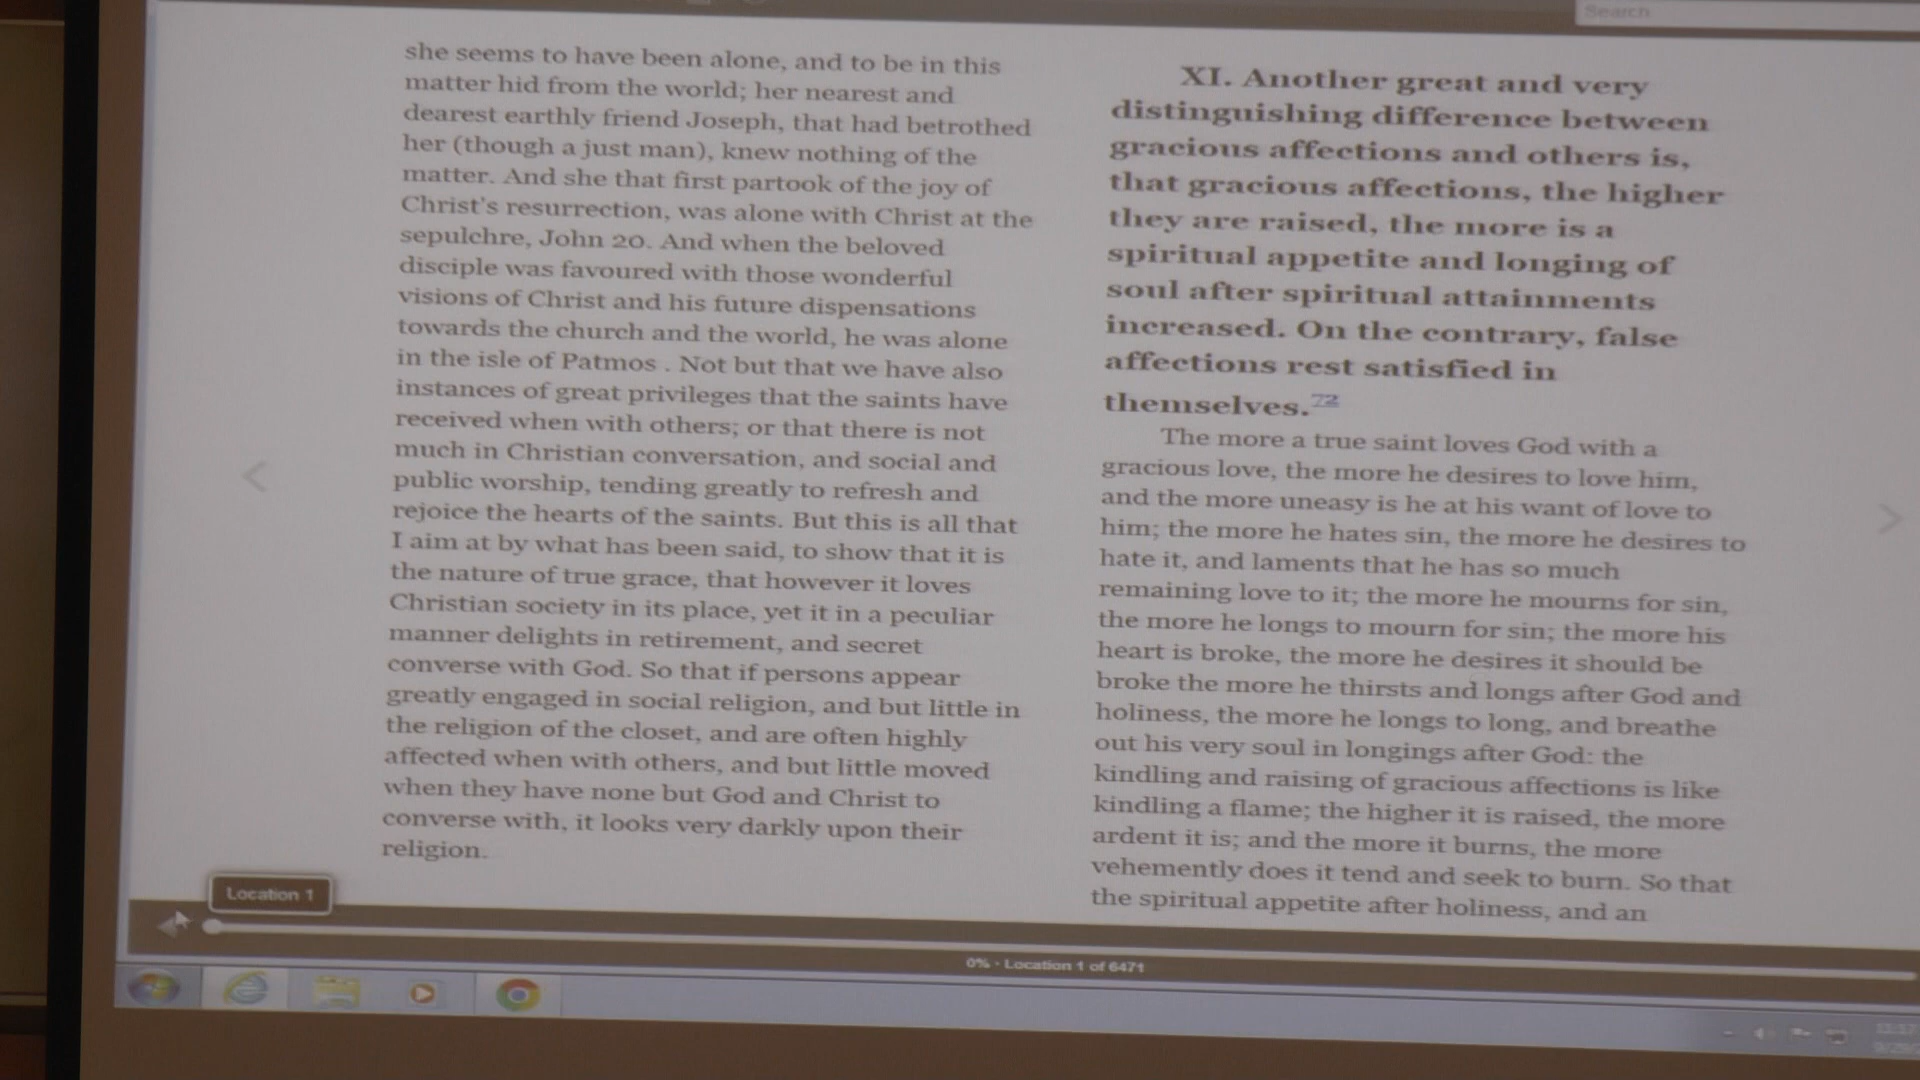 Search
she seems to have been alone, and to be in this
matter hid from the world; her nearest and
dearest earthly friend Joseph, that had betrothed
her (though a just man), knew nothing of the
matter. And she that first partook of the joy of
Christ's resurrection, was alone with Christ at the
sepulchre, John 20. And when the beloved
disciple was favoured with those wonderful
visions of Christ and his future dispensations
towards the church and the world, he was alone
in the isle of Patmos . Not but that we have also
instances of great privileges that the saints have
received when with others; or that there is not
much in Christian conversation, and social and
public worship, tending greatly to refresh and
rejoice the hearts of the saints. But this is all that
I aim at by what has been said, to show that it is
the nature of true grace, that however it loves
Christian society in its place, yet it in a peculiar
manner delights in retirement, and secret
converse with God. So that if persons appear
greatly engaged in social religion, and but little in
the religion of the closet, and are often highly
affected when with others, and but little moved
when they have none but God and Christ to
converse with, it looks very darkly upon their
religion.
XI. Another great and very
distinguishing difference between
gracious affections and others is,
that gracious affections, the higher
they are raised, the more is a
spiritual appetite and longing of
soul after spiritual attainments
increased. On the contrary, false
affections rest satisfied in
themselves.72
The more a true saint loves God with a
gracious love, the more he desires to love him,
and the more uneasy is he at his want of love to
him; the more he hates sin, the more he desires to
hate it, and laments that he has so much
remaining love to it; the more he mourns for sin,
the more he longs to mourn for sin; the more his
heart is broke, the more he desires it should be
broke the more he thirsts and longs after God and
holiness, the more he longs to long, and breathe
out his very soul in longings after God: the
kindling and raising of gracious affections is like
kindling a flame; the higher it is raised, the more
ardent it is; and the more it burns, the more
vehemently does it tend and seek to burn. So that
the spiritual appetite after holiness, and an
Location 1
0% · Location 1 of 6471